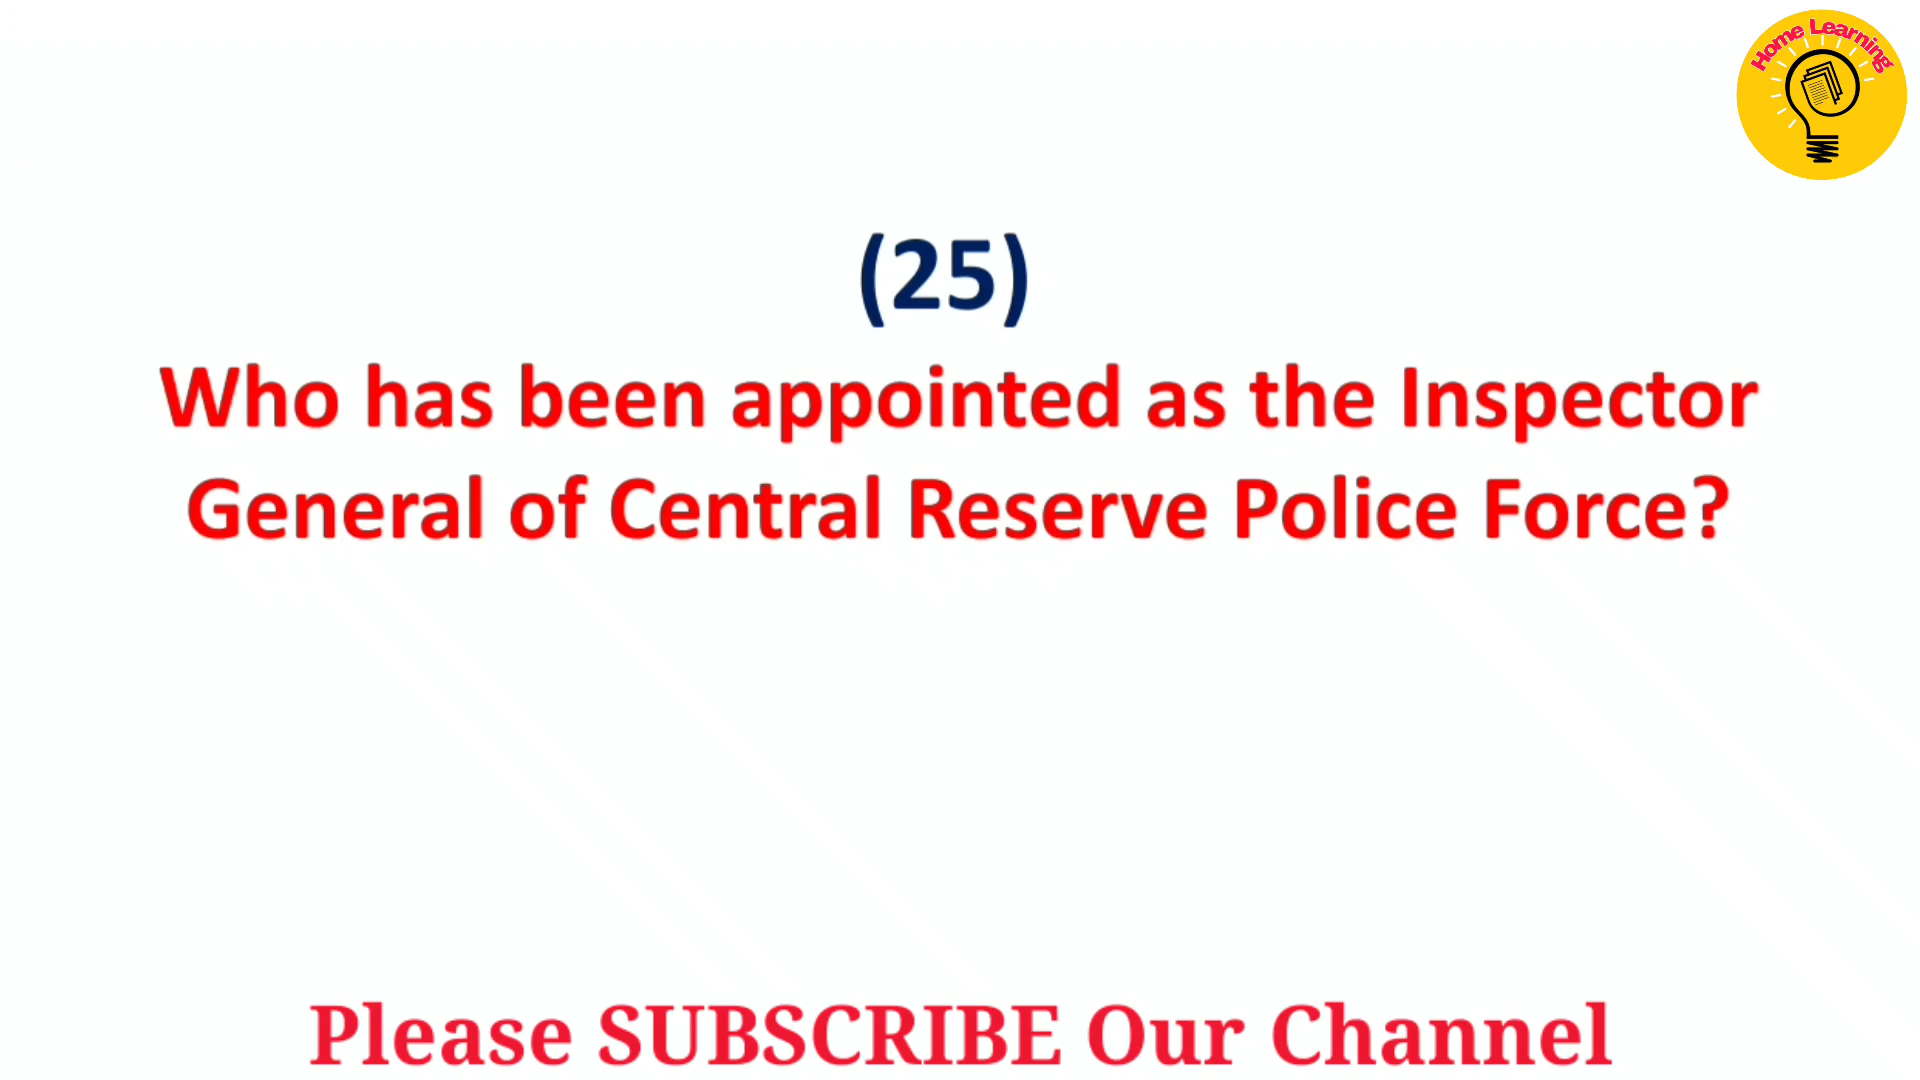 Home Learning
(25)
Who has been appointed as the Inspector
General of Central Reserve Police Force?
Please SUBSCRIBE Our Channel